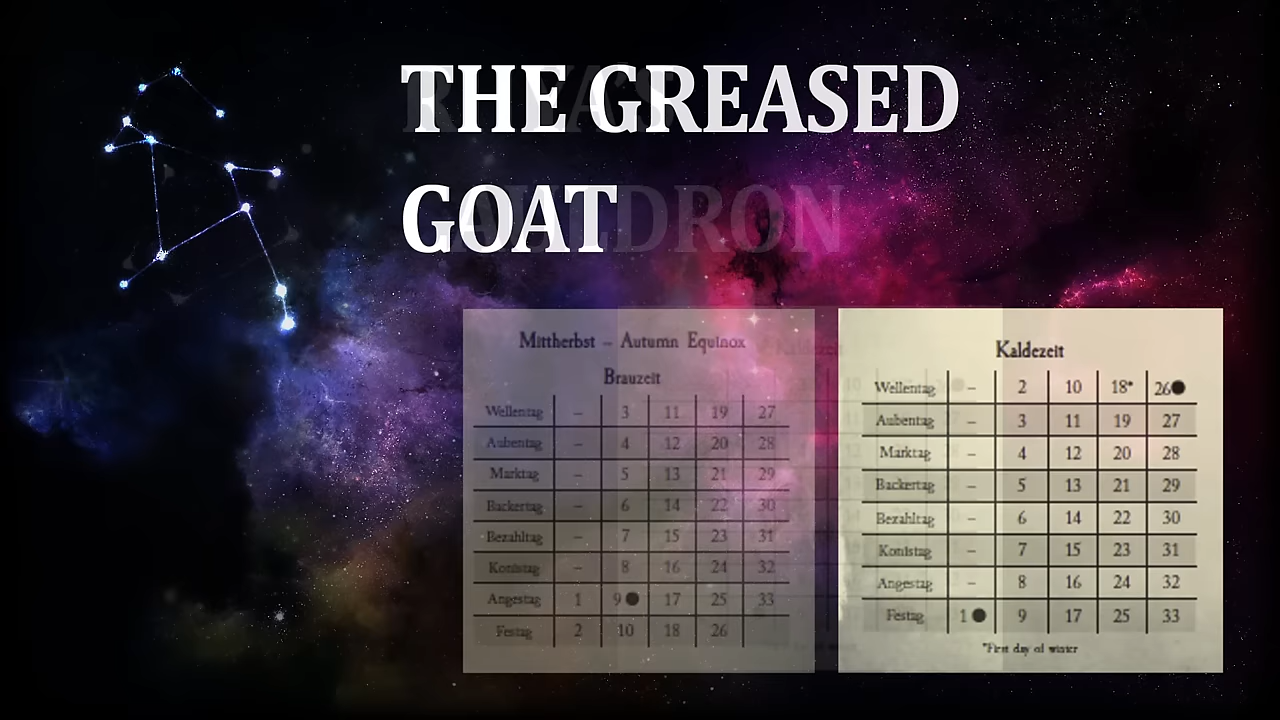 THE GREASED
GOAT
Mittherbst – Autumn Equinox
Brauzeit
Wellentag – 3 11 19 27
Aubentag – 4 12 20 28
Marktag – 5 13 21 29
Backertag – 6 14 22 30
Bezahltag – 7 15 23 31
Konistag – 8 16 24 32
Angestag 1 9 17 25 33
Festag 2 10 18 26
Kaldezeit
Wellentag – 2 10 18* 26
Aubentag – 3 11 19 27
Marktag – 4 12 20 28
Backertag – 5 13 21 29
Bezahltag – 6 14 22 30
Konistag – 7 15 23 31
Angestag – 8 16 24 32
Festag 1 9 17 25 33
*First day of winter